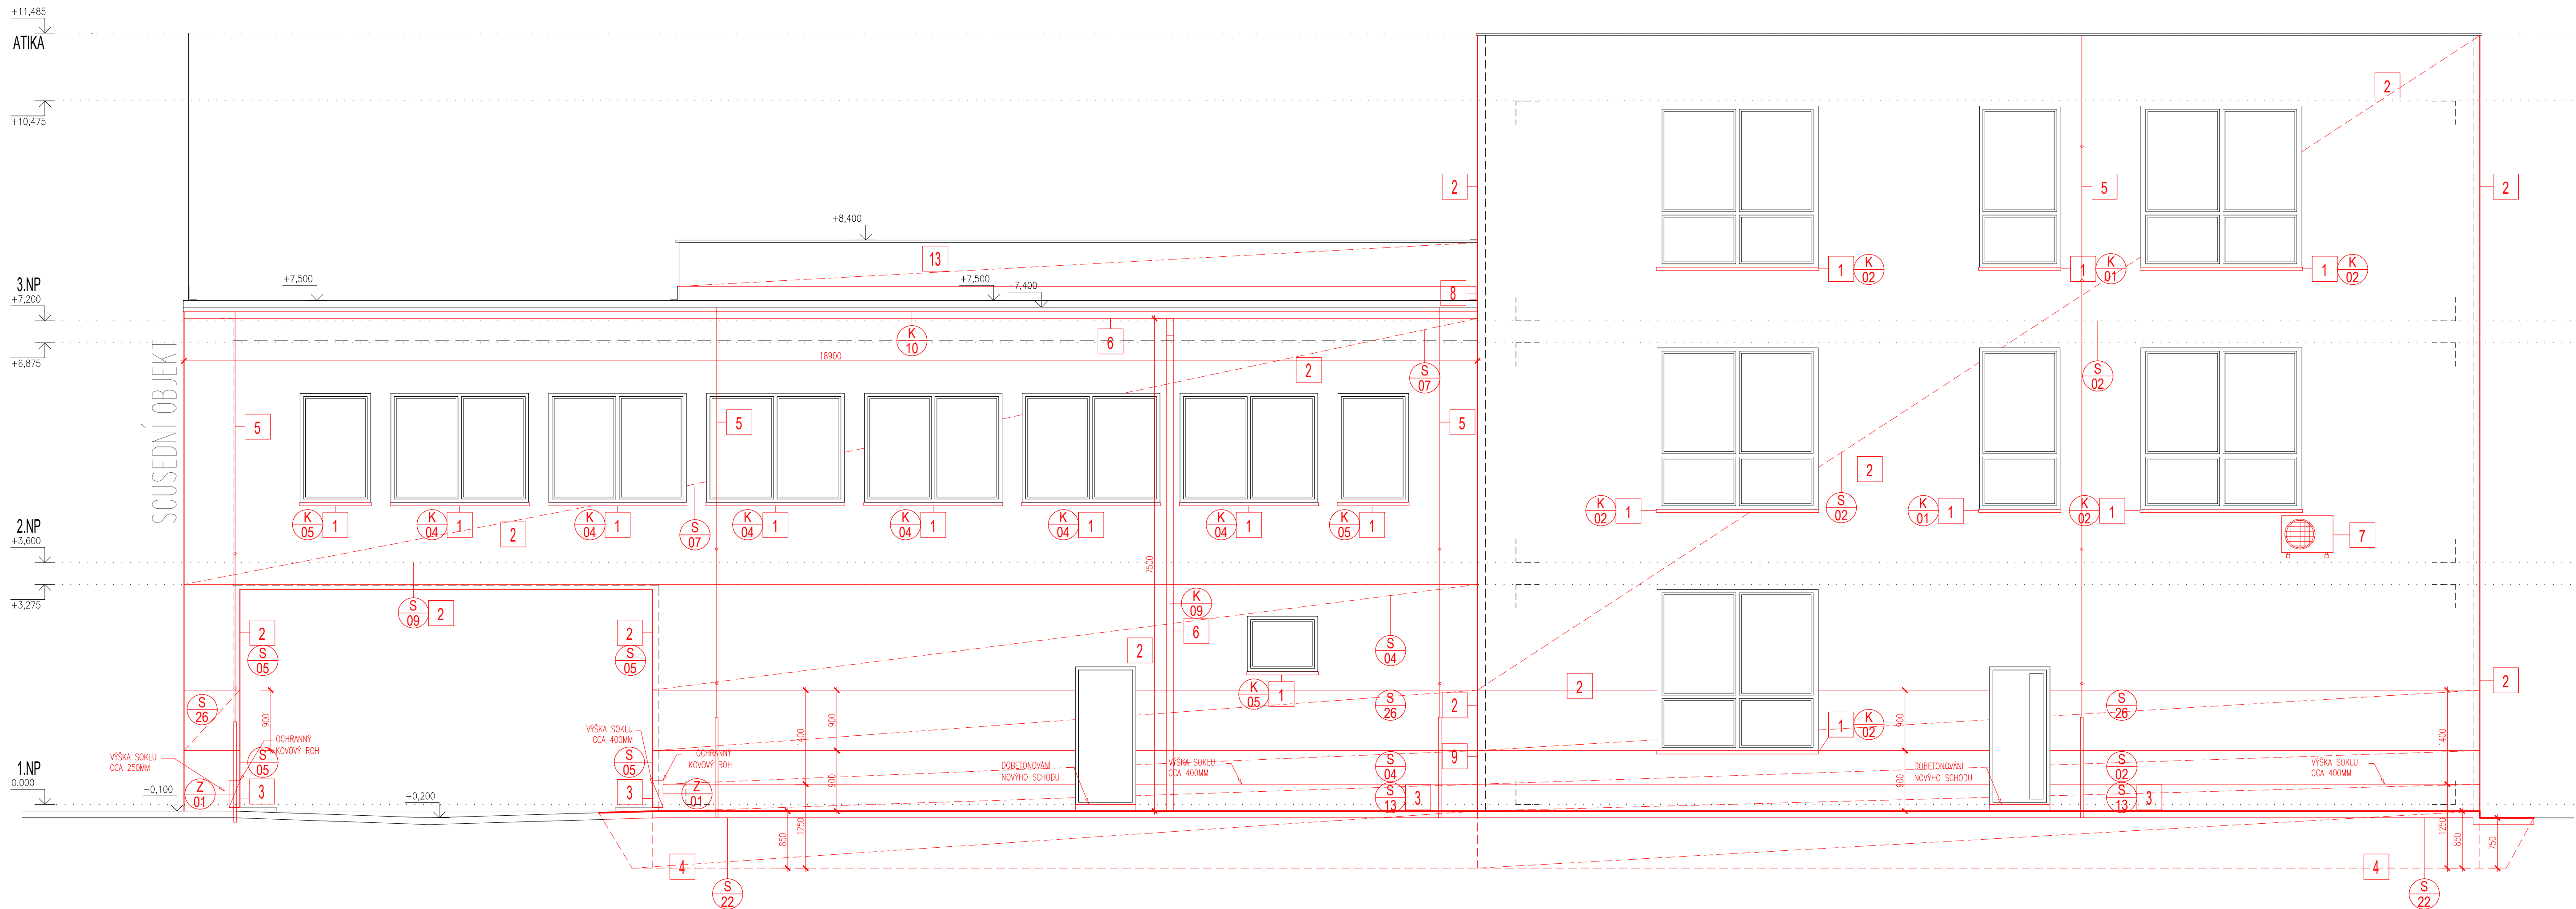 +11,485
ATIKA
+10,475
2
2
5
2
+8,400
13
3.NP
+7,200
+7,500
+7,500
+7,400
8
1
K
02
1
K
01
1
K
02
K
10
6
+6,875
18900
2
S
07
S
02
SOUSEDNÍ OBJEKT
5
5
5
2
S
02
K
05
1
K
04
1
K
04
1
K
04
1
K
04
1
K
04
1
K
04
1
K
05
1
K
02
1
K
01
1
K
02
1
2
S
07
7
2.NP
+3,600
7500
+3,275
S
09
2
K
09
6
2
S
05
2
S
05
2
S
04
K
05
1
2
2
S
26
900
S
26
2
S
26
900
1400
900
1400
1
K
02
VÝŠKA SOKLU
CCA 250MM
OCHRANNÝ
KOVOVÝ ROH
VÝŠKA SOKLU
CCA 400MM
OCHRANNÝ
KOVOVÝ ROH
S
05
S
05
9
1.NP
0,000
-0,100
-0,200
Z
01
3
3
Z
01
900
DOBETONOVÁNÍ
NOVÝHO SCHODU
VÝŠKA SOKLU
CCA 400MM
S
04
S
13
3
900
DOBETONOVÁNÍ
NOVÝHO SCHODU
S
02
S
13
3
VÝŠKA SOKLU
CCA 400MM
850
1250
1250
850
750
4
4
S
22
S
22